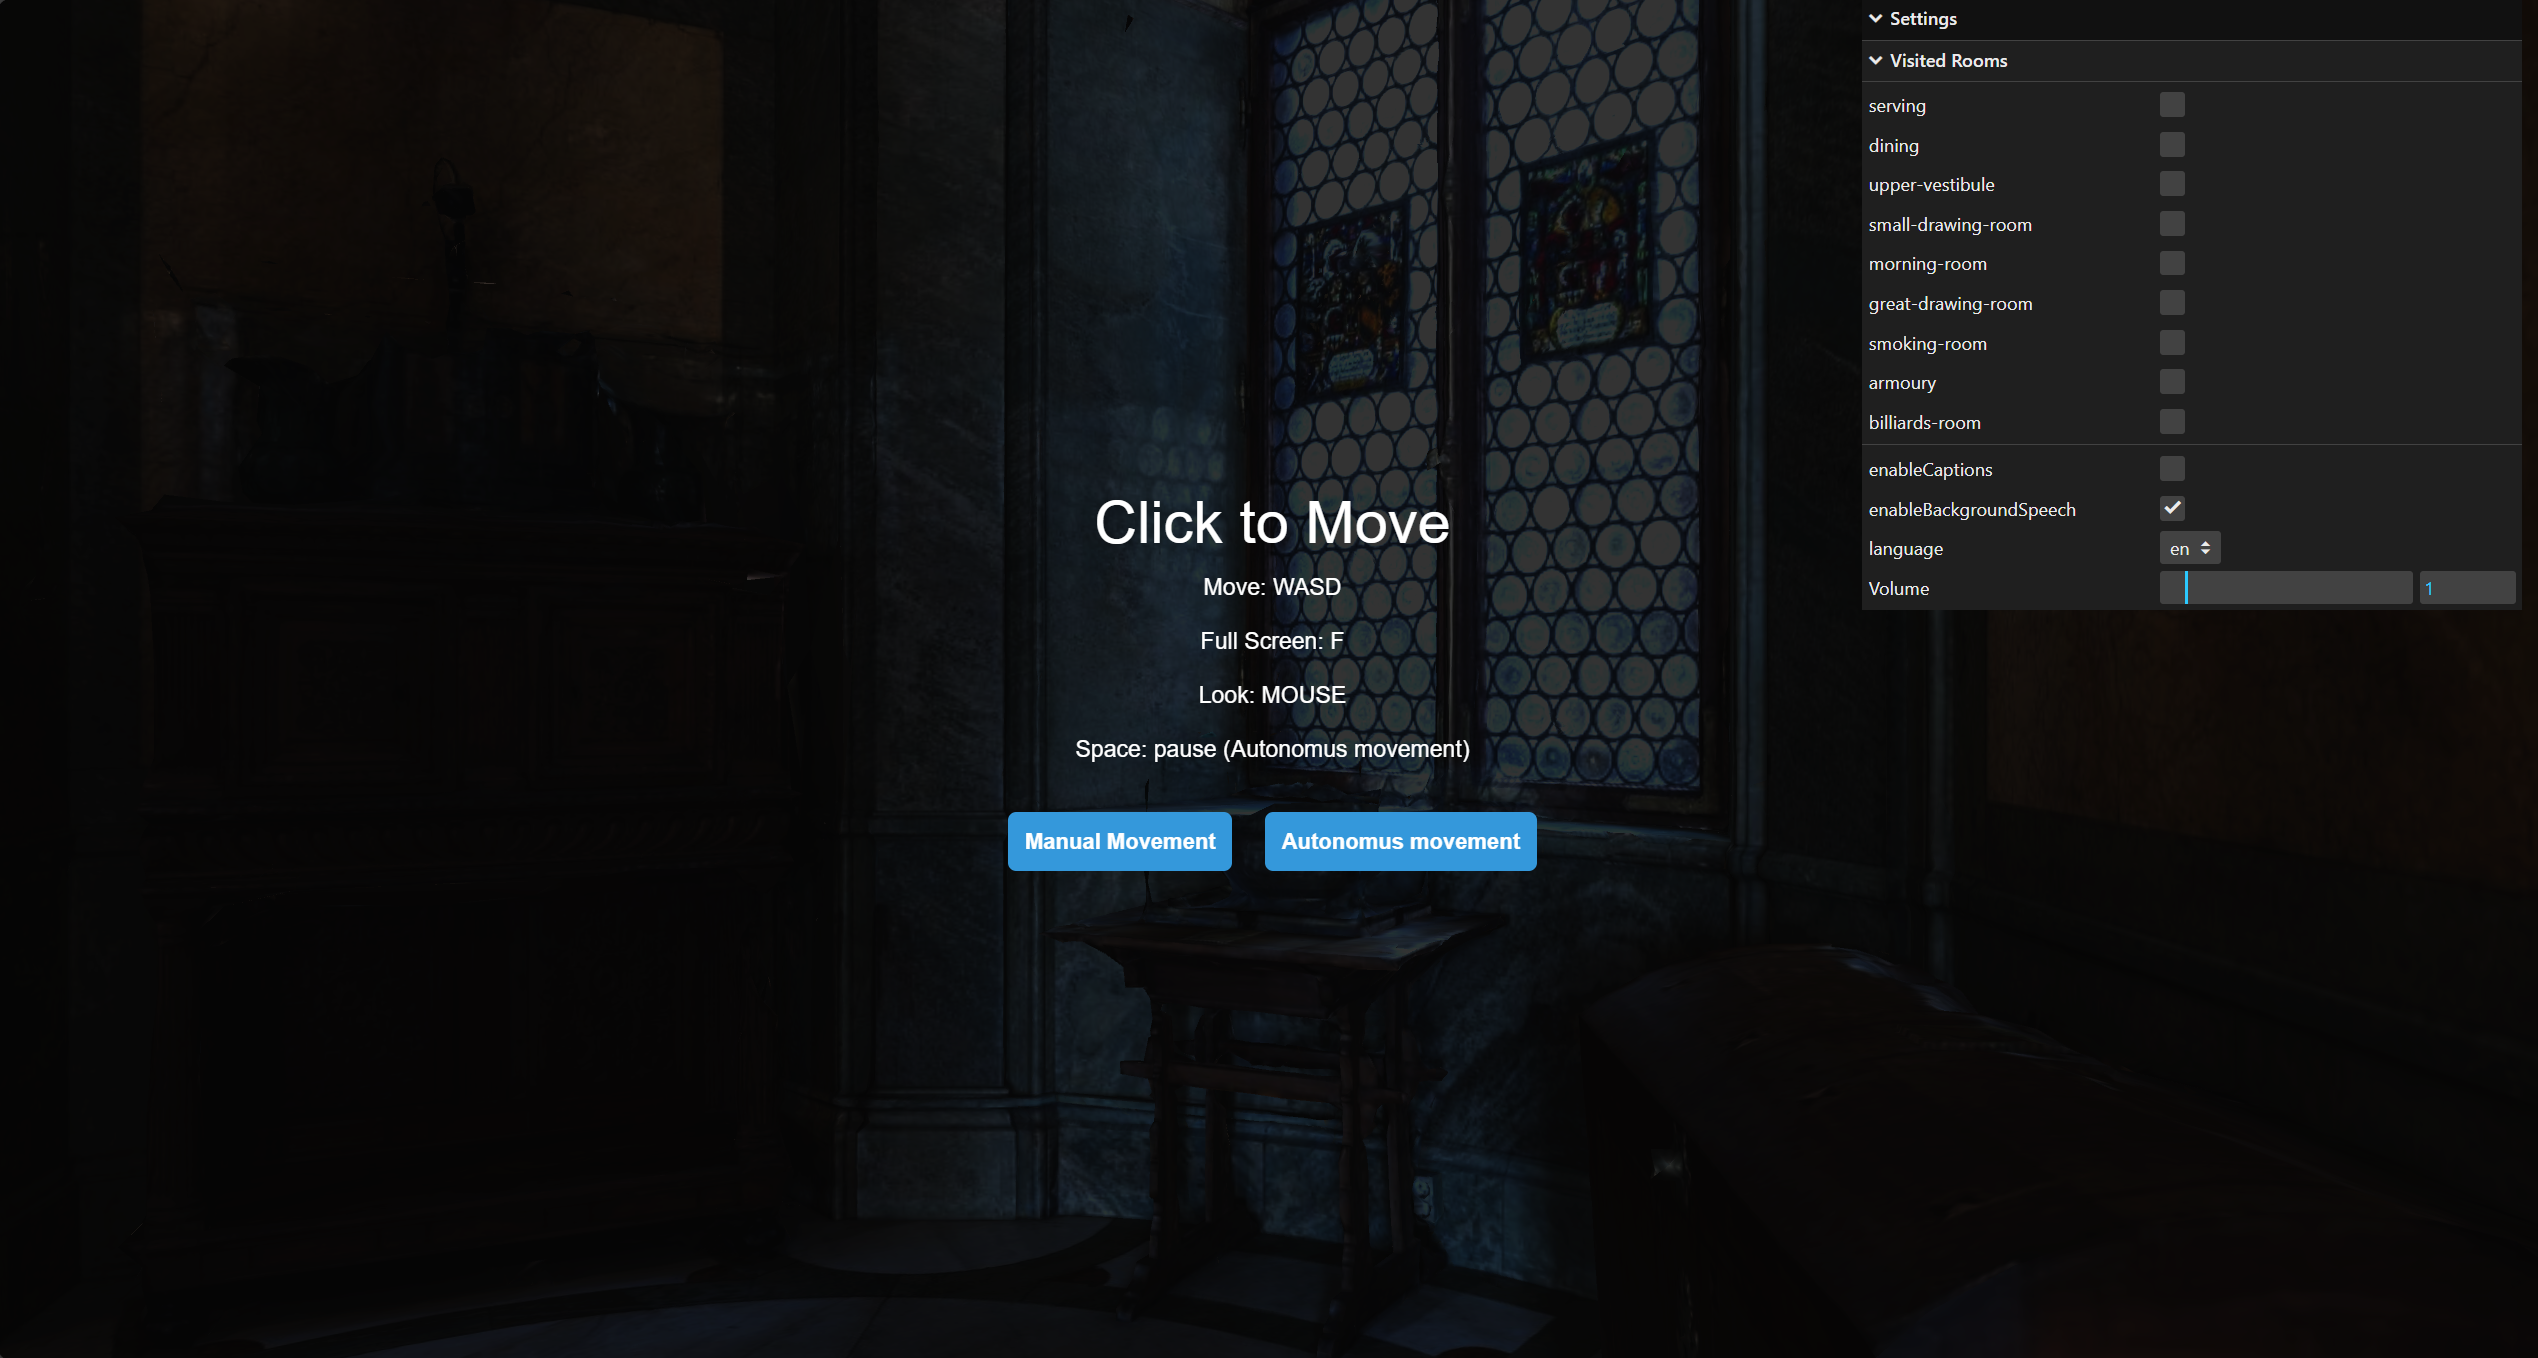 Settings
Visited Rooms
serving
dining
upper-vestibule
small-drawing-room
morning-room
great-drawing-room
smoking-room
armoury
billiards-room
enableCaptions
enableBackgroundSpeech
language en
Volume 1
Click to Move
Move: WASD
Full Screen: F
Look: MOUSE
Space: pause (Autonomus movement)
Manual Movement Autonomus movement